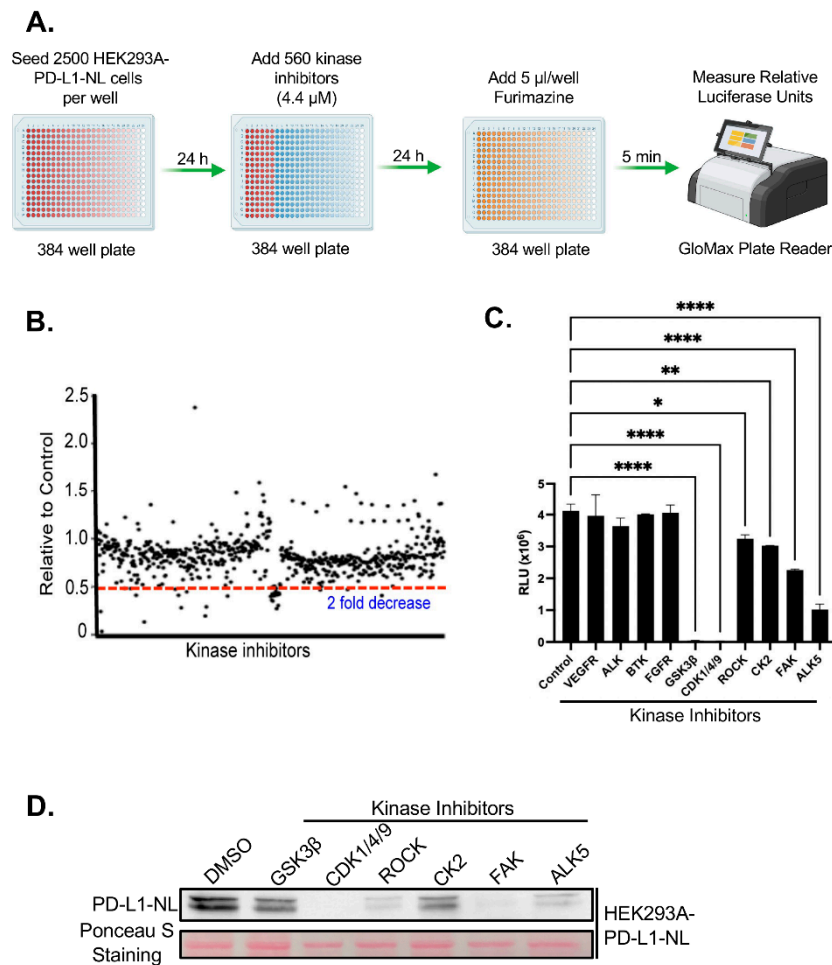 A.
Seed 2500 HEK293A-
PD-L1-NL cells
per well
24 h
384 well plate
Add 560 kinase
inhibitors
(4.4 µM)
24 h
384 well plate
Add 5 µl/well
Furimazine
5 min
384 well plate
Measure Relative
Luciferase Units
GloMax Plate Reader
B.
Relative to Control
2.5
2.0
1.5
1.0
0.5
0
2 fold decrease
Kinase inhibitors
C.
****
****
**
*
****
****
RLU (x10⁶)
5
4
3
2
1
0
Control
VEGFR
ALK
BTK
FGFR
GSK3β
CDK1/4/9
ROCK
CK2
FAK
ALK5
Kinase Inhibitors
D.
Kinase Inhibitors
DMSO
GSK3β
CDK1/4/9
ROCK
CK2
FAK
ALK5
PD-L1-NL
Ponceau S
Staining
HEK293A-
PD-L1-NL